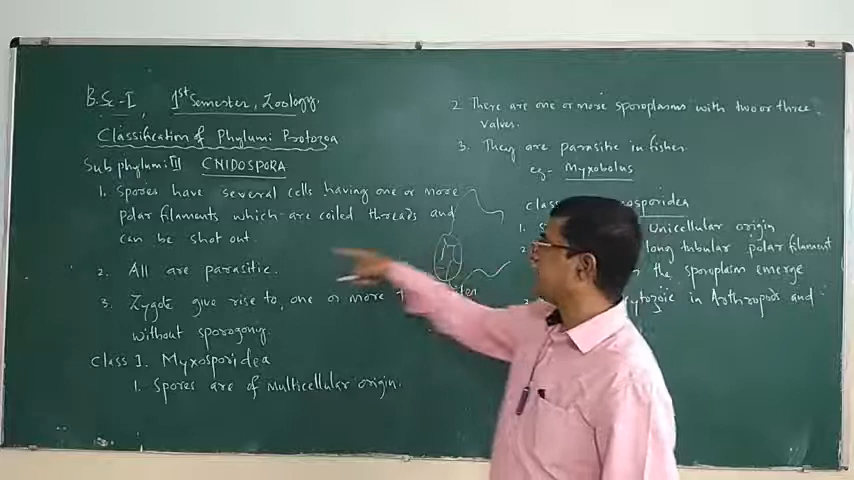 B.Sc-I, 1st Semester, Zoology.
Classification of Phylum Protozoa
Subphylum: III CNIDOSPORA
1. Spores have several cells having one or more
polar filaments which are coiled threads and
can be shot out.
2. All are parasitic.
3. Zygote give rise to, one or more
without sporogony.
Class I. Myxosporidea
1. Spores are of multicellular origin.
2. There are one or more sporoplasms with two or three
valves.
3. They are parasitic in fishes.
eg- Myxobolus
class
1. Unicellular origin
2. long tubular polar filament
the sporoplasm emerge
in Arthropods and